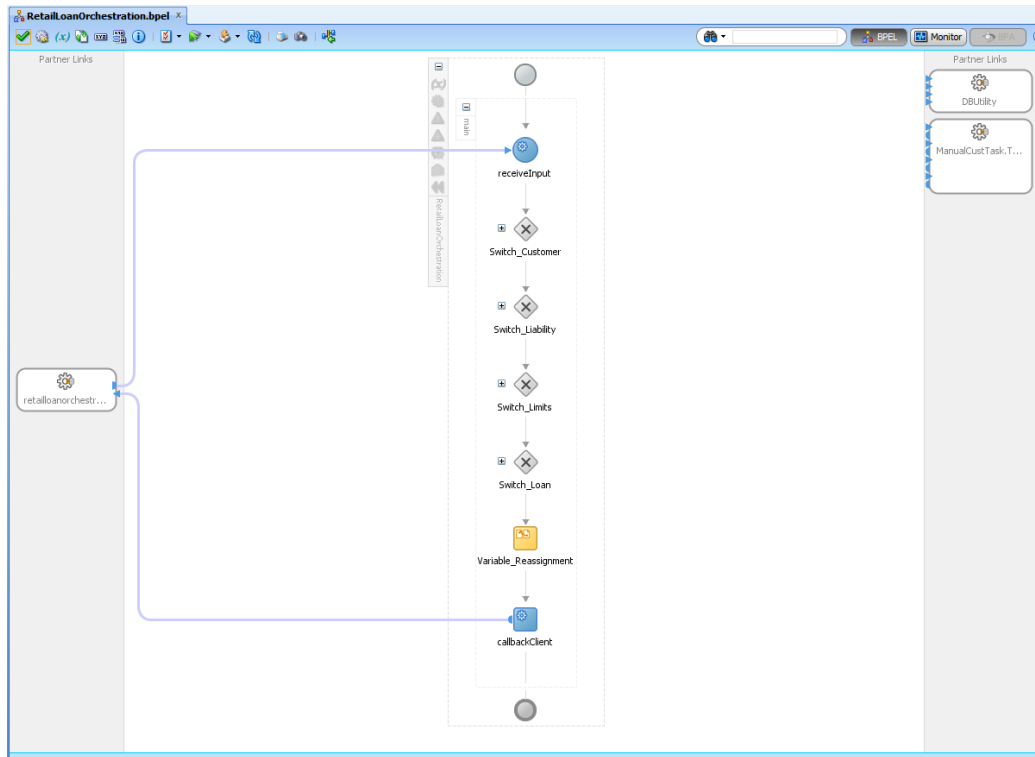 RetailLoanOrchestration.bpel
BPEL
Monitor
BPA
Partner Links
Partner Links
main
RetailLoanOrchestration
receiveInput
Switch_Customer
Switch_Liability
Switch_Limits
Switch_Loan
Variable_Reassignment
callbackClient
retailloanorchestr...
DBUtility
ManualCustTask.T...